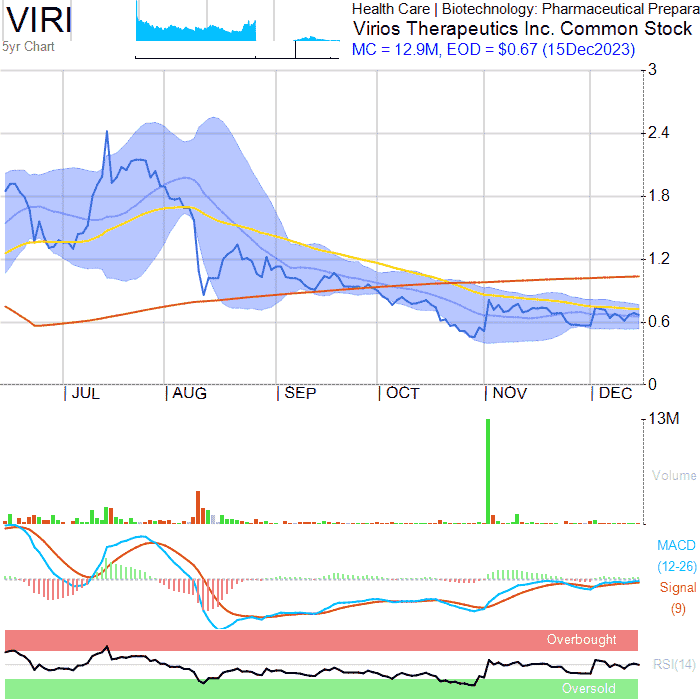 VIRI
5yr Chart
Health Care | Biotechnology: Pharmaceutical Prepara
Virios Therapeutics Inc. Common Stock
MC = 12.9M, EOD = $0.67 (15Dec2023)
3
2.4
1.8
1.2
0.6
0
JUL AUG SEP OCT NOV DEC
13M
Volume
MACD
(12-26)
Signal
(9)
Overbought
RSI(14)
Oversold